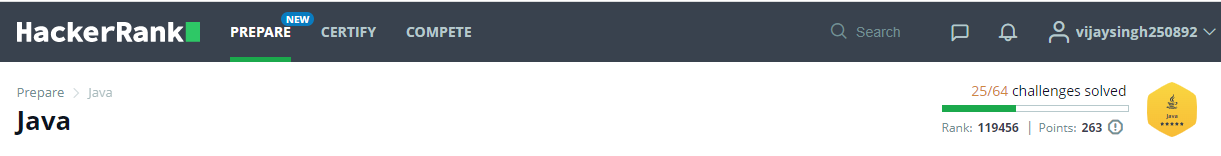 HackerRank PREPARE NEW CERTIFY COMPETE Search vijaysingh250892
Prepare Java
25/64 challenges solved
Java
Rank: 119456 | Points: 263
Java